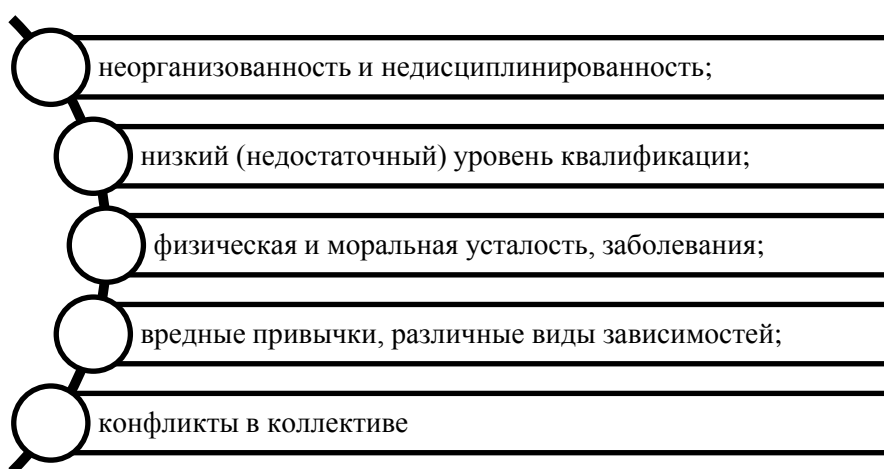 неорганизованность и недисциплинированность;
низкий (недостаточный) уровень квалификации;
физическая и моральная усталость, заболевания;
вредные привычки, различные виды зависимостей;
конфликты в коллективе